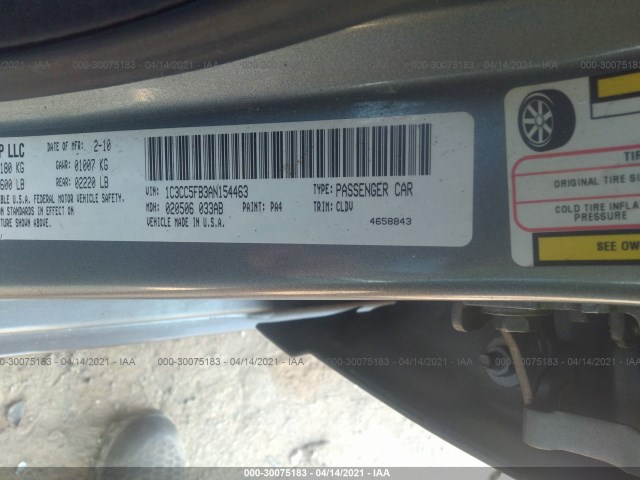 000-30075183 - 04/14/2021 - IAA
000-30075183 - 04/14/2021 - IAA
000-30075183 - 04/14/2021 - IAA
P LLC
DATE OF MFR: 2-10
180 KG
GAWR: 01007 KG
600 LB
REAR: 02220 LB
U.S.A. FEDERAL MOTOR VEHICLE SAFETY
STANDARDS IN EFFECT ON
SHOWN ABOVE.
VIN: 1C3CC5FB3AN154463
TYPE: PASSENGER CAR
MDH: 020506 033AB
PAINT: PA4
TRIM: CLDV
VEHICLE MADE IN U.S.A.
4658843
TIR
ORIGINAL TIRE SI
COLD TIRE INFLA
PRESSURE
SEE OW
000-30075183 - 04/14/2021 - IAA
000-30075183 - 04/14/2021 - IAA
000-30075183 - 04/14/2021 - IAA
000-30075183 - 04/14/2021 - IAA